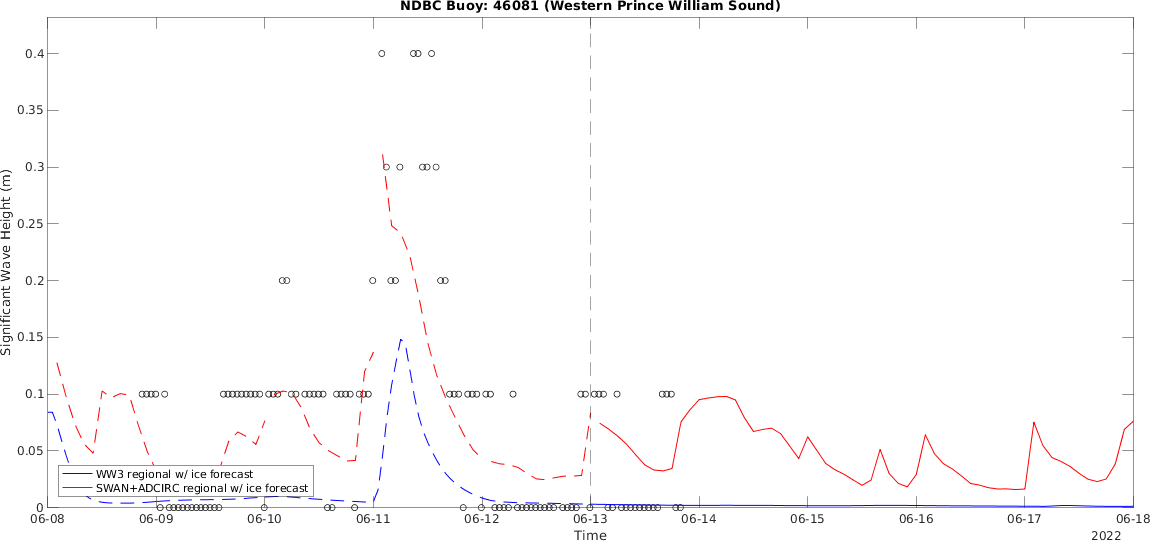 NDBC Buoy: 46081 (Western Prince William Sound)
0.4
0.35
0.3
0.25
0.2
0.15
0.1
0.05
0
Significant Wave Height (m)
WW3 regional w/ ice forecast
SWAN+ADCIRC regional w/ ice forecast
06-08 06-09 06-10 06-11 06-12 06-13 06-14 06-15 06-16 06-17 06-18
Time
2022